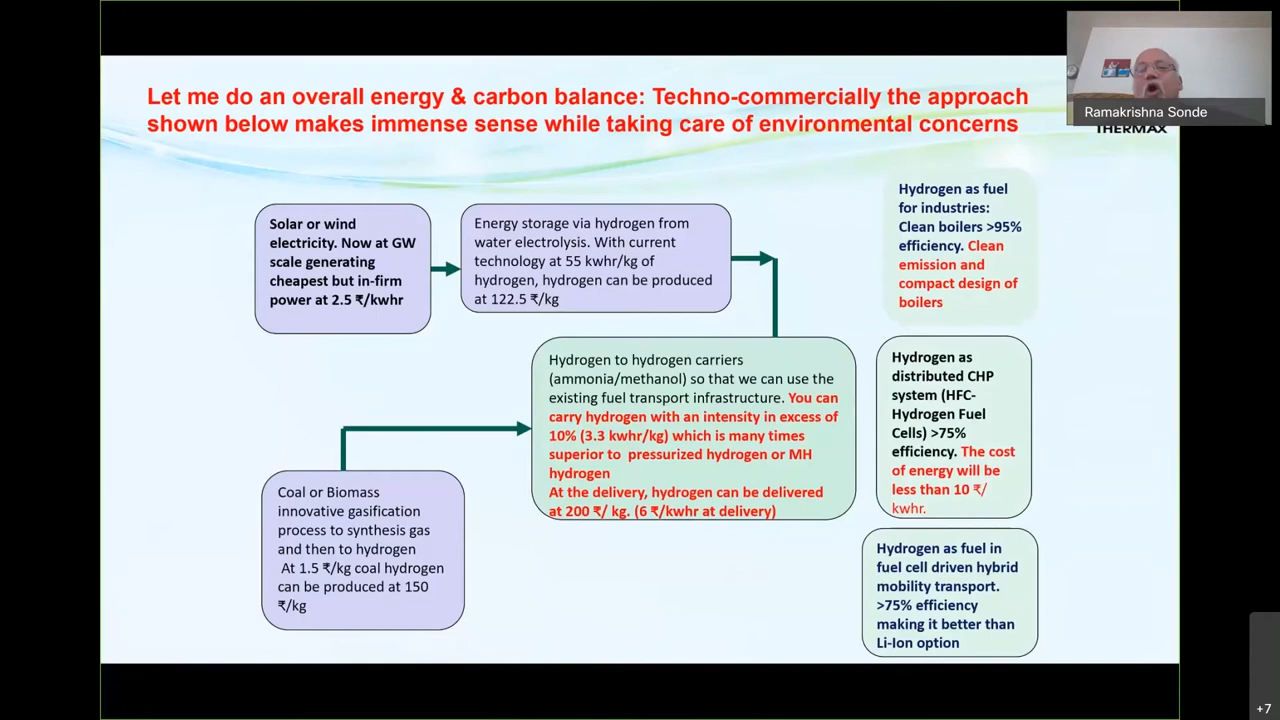 Let me do an overall energy & carbon balance: Techno-commercially the approach
shown below makes immense sense while taking care of environmental concerns
Ramakrishna Sonde
THERMAX
Solar or wind
electricity. Now at GW
scale generating
cheapest but in-firm
power at 2.5 ₹/kwhr
Energy storage via hydrogen from
water electrolysis. With current
technology at 55 kwhr/kg of
hydrogen, hydrogen can be produced
at 122.5 ₹/kg
Hydrogen as fuel
for industries:
Clean boilers >95%
efficiency. Clean
emission and
compact design of
boilers
Hydrogen to hydrogen carriers
(ammonia/methanol) so that we can use the
existing fuel transport infrastructure. You can
carry hydrogen with an intensity in excess of
10% (3.3 kwhr/kg) which is many times
superior to pressurized hydrogen or MH
hydrogen
At the delivery, hydrogen can be delivered
at 200 ₹/ kg. (6 ₹/kwhr at delivery)
Hydrogen as
distributed CHP
system (HFC-
Hydrogen Fuel
Cells) >75%
efficiency. The cost
of energy will be
less than 10 ₹/
kwhr.
Coal or Biomass
innovative gasification
process to synthesis gas
and then to hydrogen
At 1.5 ₹/kg coal hydrogen
can be produced at 150
₹/kg
Hydrogen as fuel in
fuel cell driven hybrid
mobility transport.
>75% efficiency
making it better than
Li-Ion option
+7